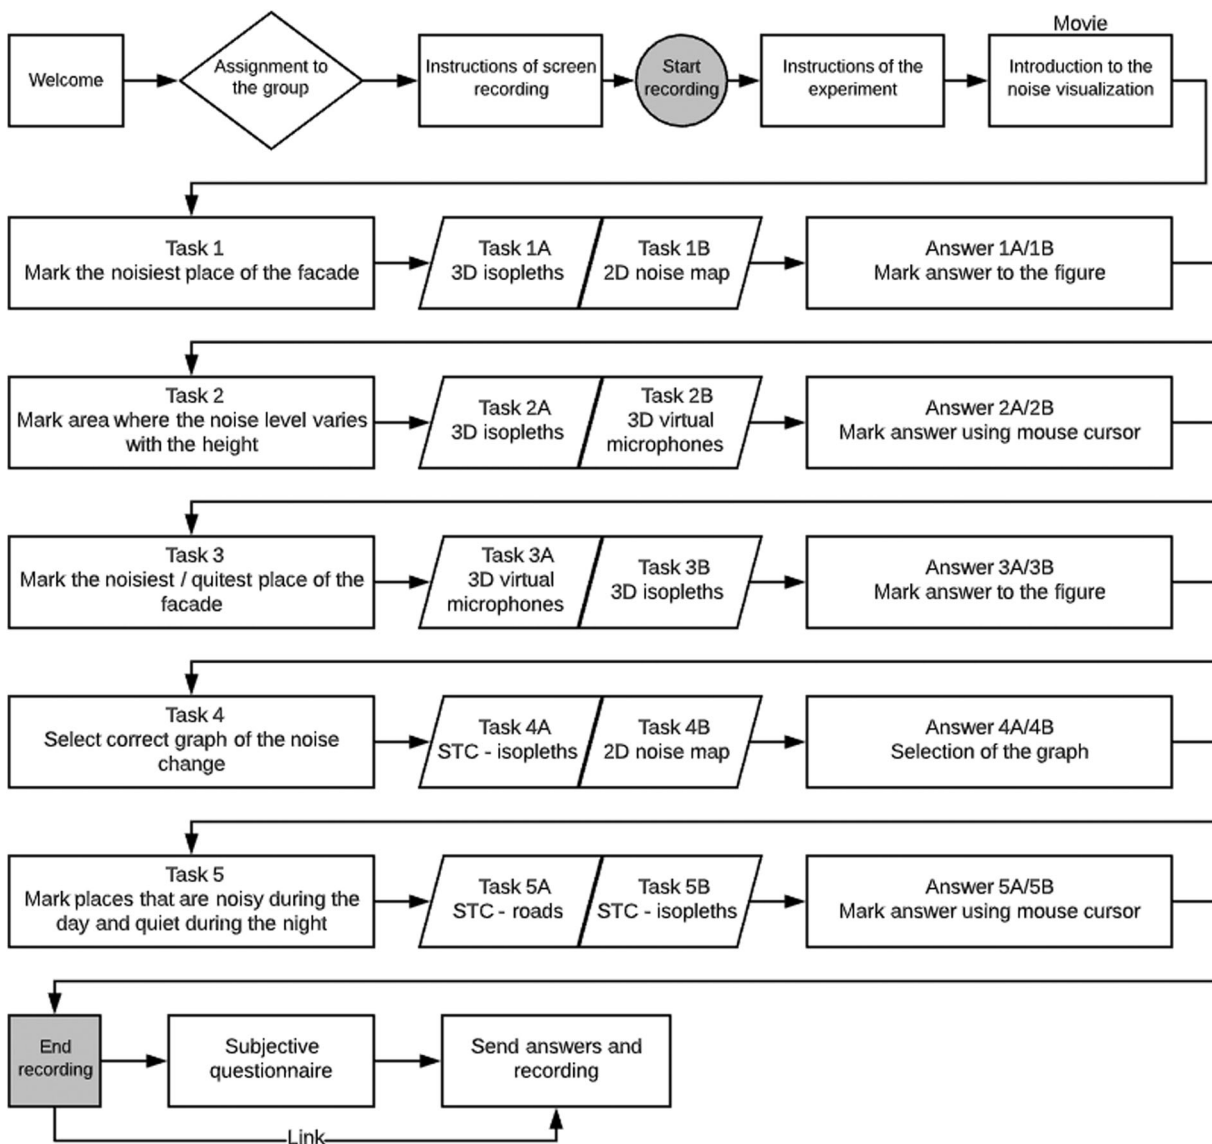 Movie
Welcome
Assignment to
the group
Instructions of screen
recording
Start
recording
Instructions of the
experiment
Introduction to the
noise visualization
Task 1
Mark the noisiest place of the facade
Task 1A
3D isopleths
Task 1B
2D noise map
Answer 1A/1B
Mark answer to the figure
Task 2
Mark area where the noise level varies
with the height
Task 2A
3D isopleths
Task 2B
3D virtual
microphones
Answer 2A/2B
Mark answer using mouse cursor
Task 3
Mark the noisiest / quitest place of the
facade
Task 3A
3D virtual
microphones
Task 3B
3D isopleths
Answer 3A/3B
Mark answer to the figure
Task 4
Select correct graph of the noise
change
Task 4A
STC - isopleths
Task 4B
2D noise map
Answer 4A/4B
Selection of the graph
Task 5
Mark places that are noisy during the
day and quiet during the night
Task 5A
STC - roads
Task 5B
STC - isopleths
Answer 5A/5B
Mark answer using mouse cursor
End
recording
Subjective
questionnaire
Send answers and
recording
Link